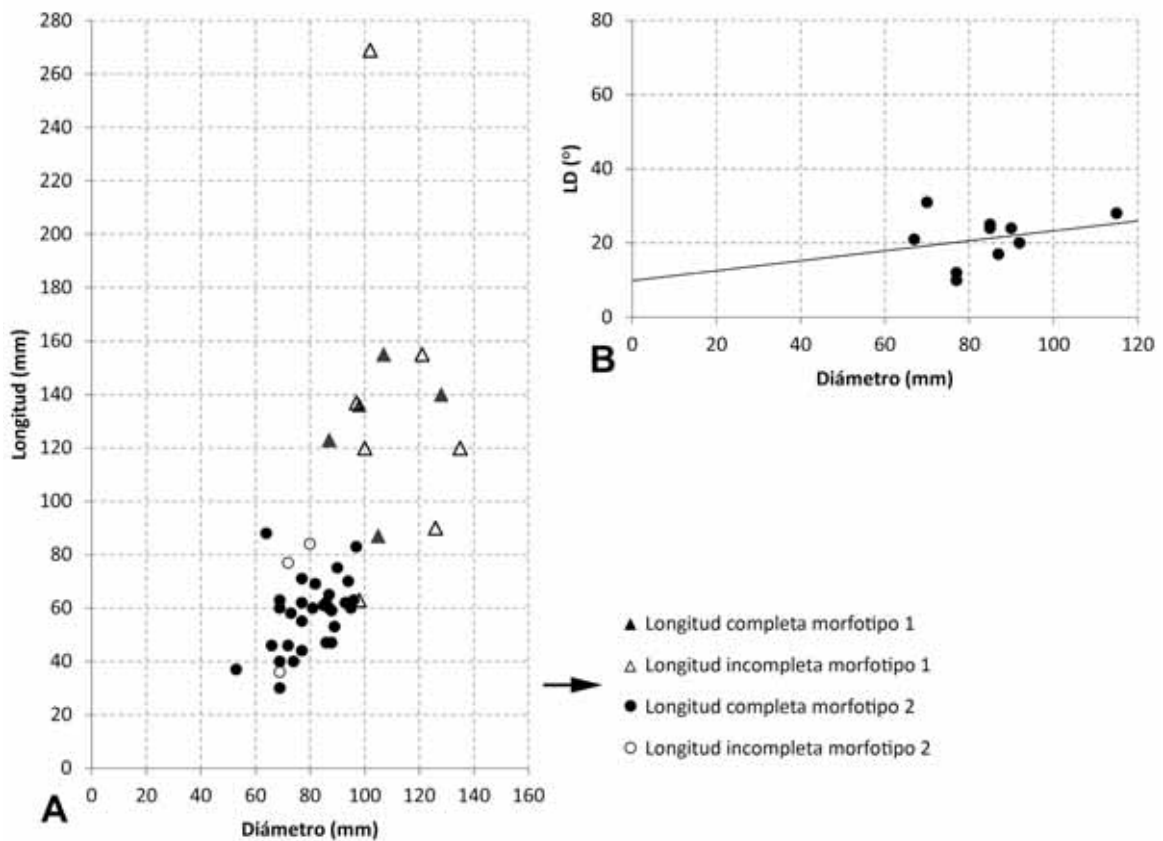 280
260
240
220
200
180
160
140
120
100
80
60
40
20
0
Longitud (mm)
0 20 40 60 80 100 120 140 160
Diámetro (mm)
A
80
60
40
20
0
LD (°)
0 20 40 60 80 100 120
Diámetro (mm)
B
Longitud completa morfotipo 1
Longitud incompleta morfotipo 1
Longitud completa morfotipo 2
Longitud incompleta morfotipo 2